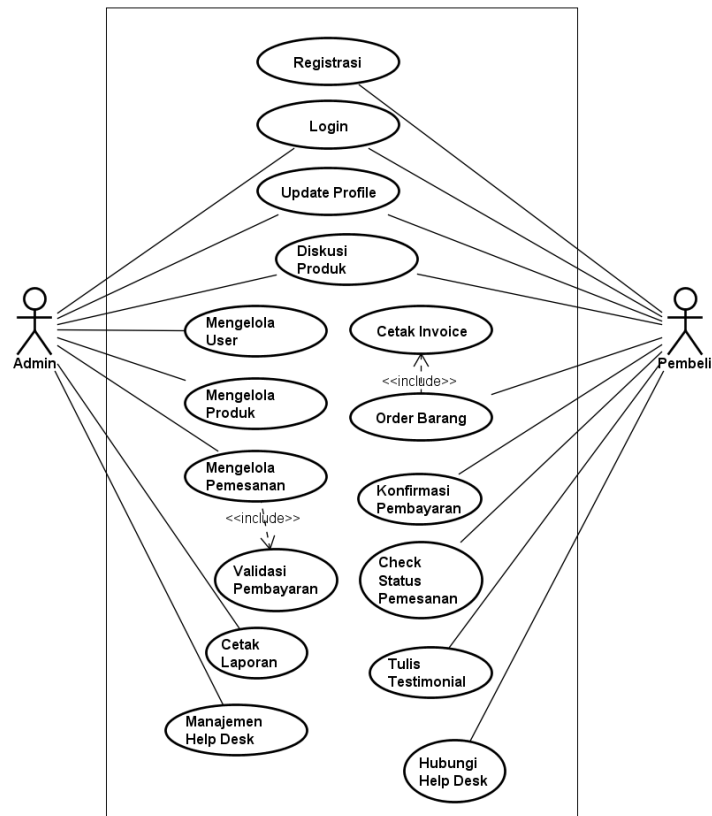 Registrasi
Login
Update Profile
Diskusi
Produk
Mengelola
User
Cetak Invoice
Admin
Pembeli
<<include>>
Mengelola
Produk
Order Barang
Mengelola
Pemesanan
Konfirmasi
Pembayaran
<<include>>
Validasi
Pembayaran
Check
Status
Pemesanan
Cetak
Laporan
Tulis
Testimonial
Manajemen
Help Desk
Hubungi
Help Desk